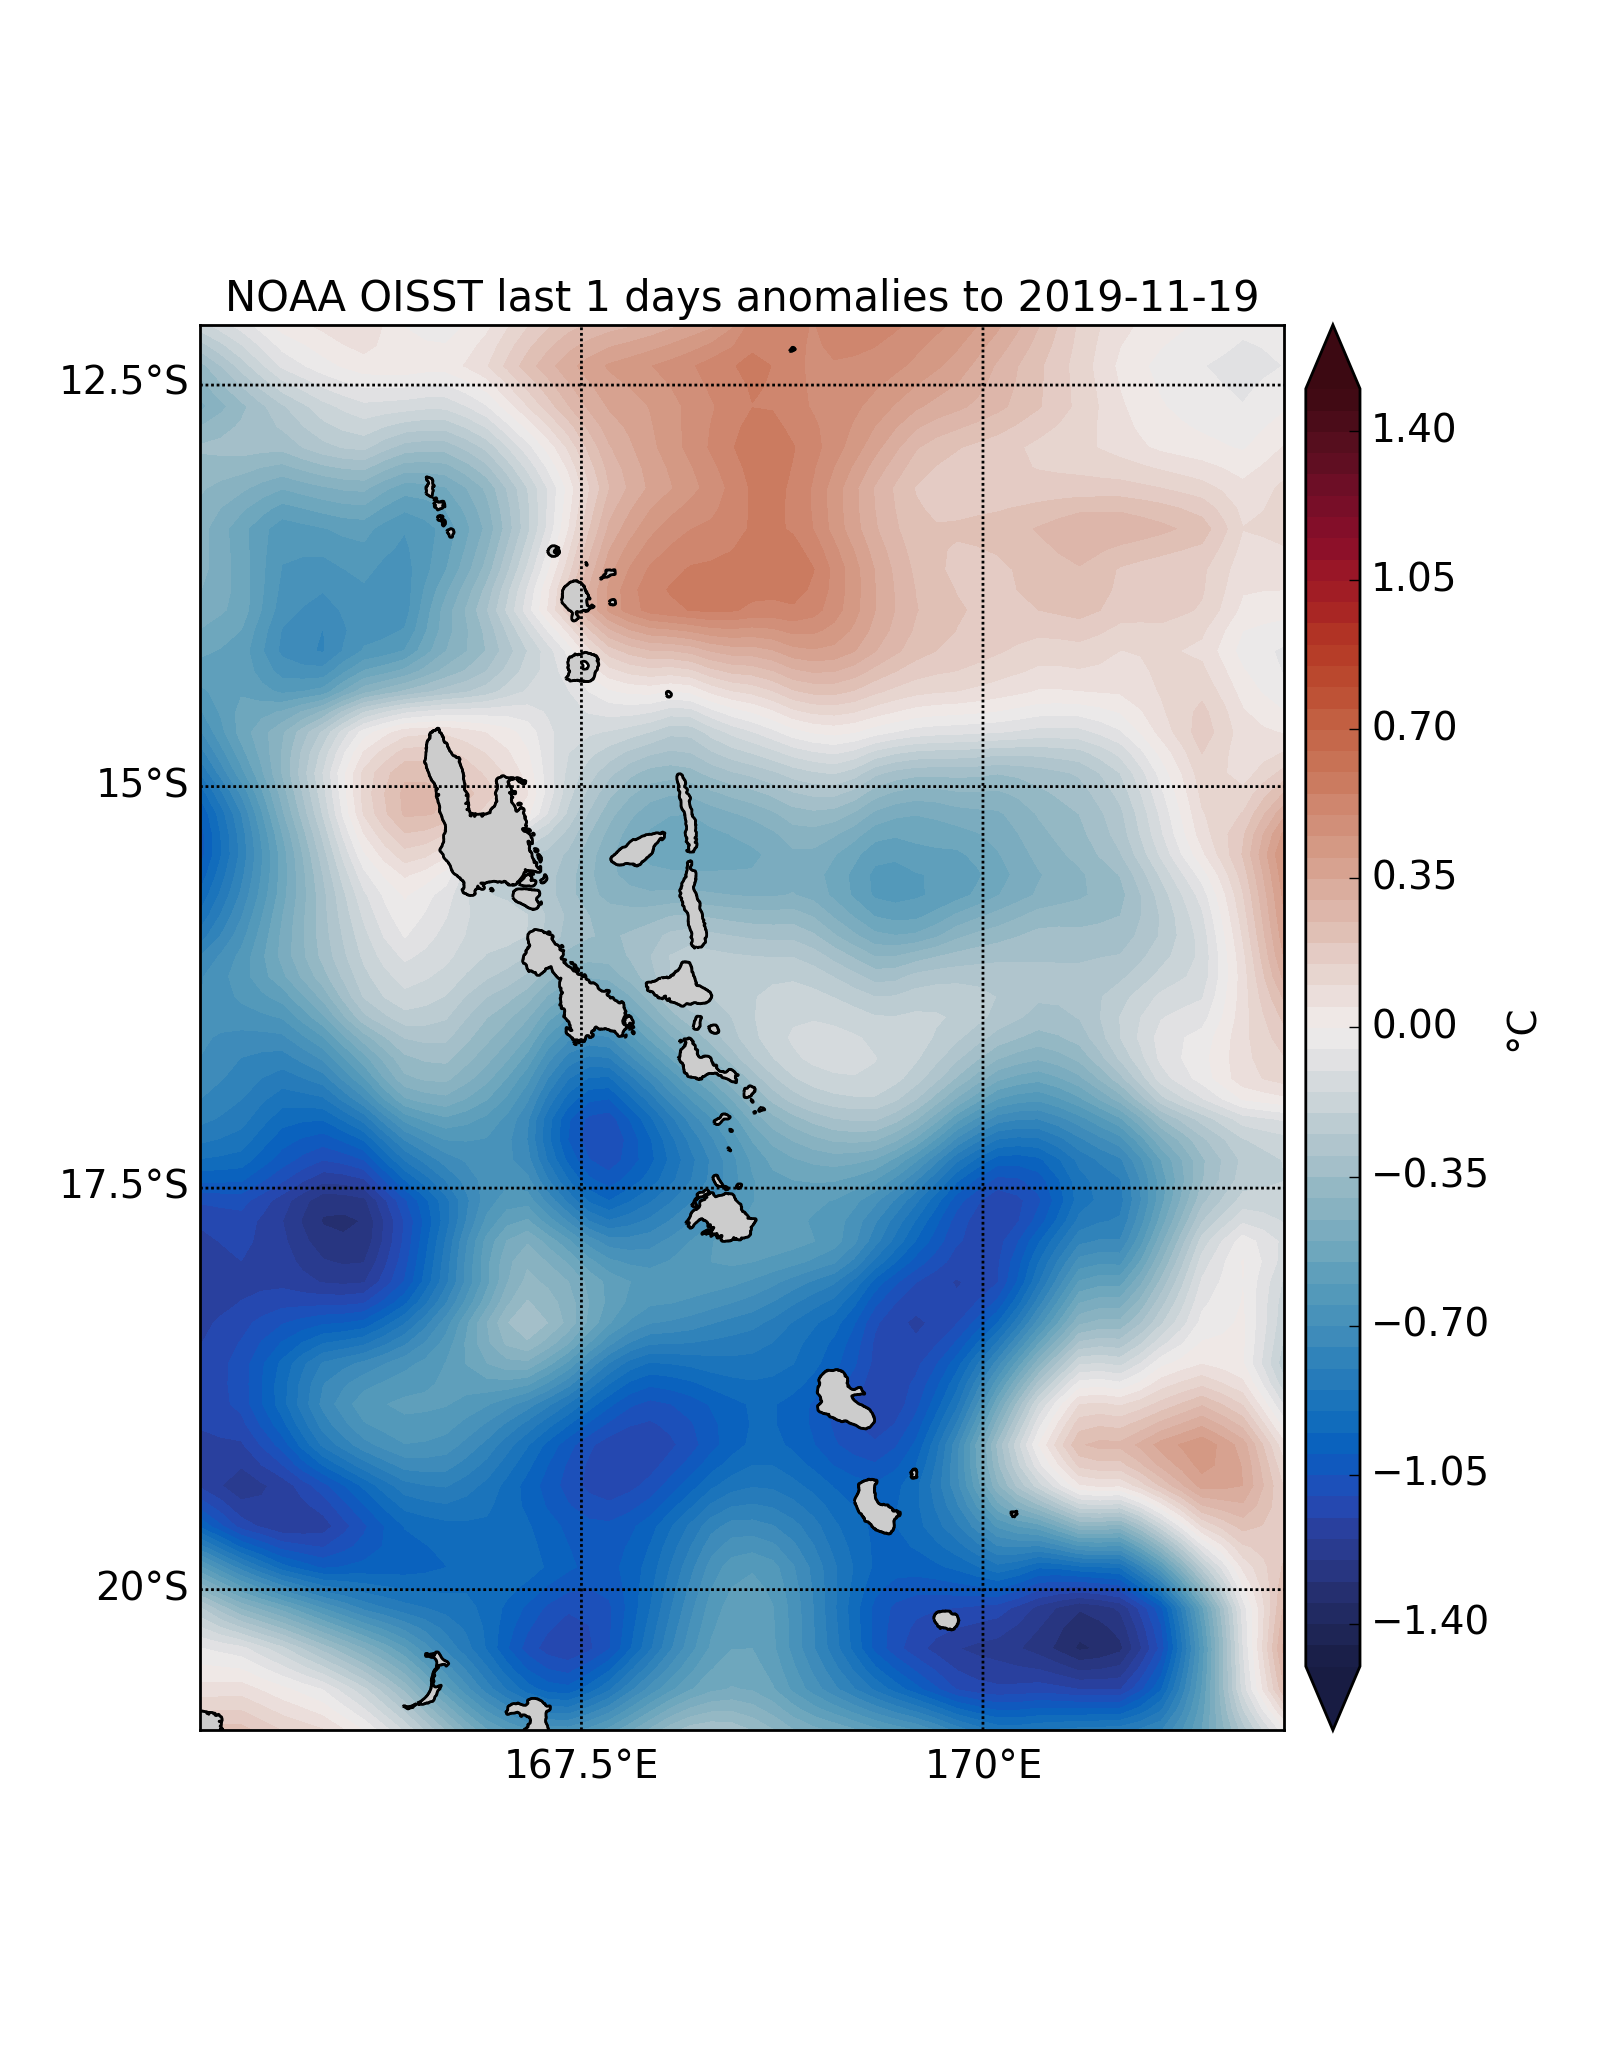 NOAA OISST last 1 days anomalies to 2019-11-19
12.5°S
15°S
17.5°S
20°S
167.5°E
170°E
1.40
1.05
0.70
0.35
0.00
−0.35
−0.70
−1.05
−1.40
°C